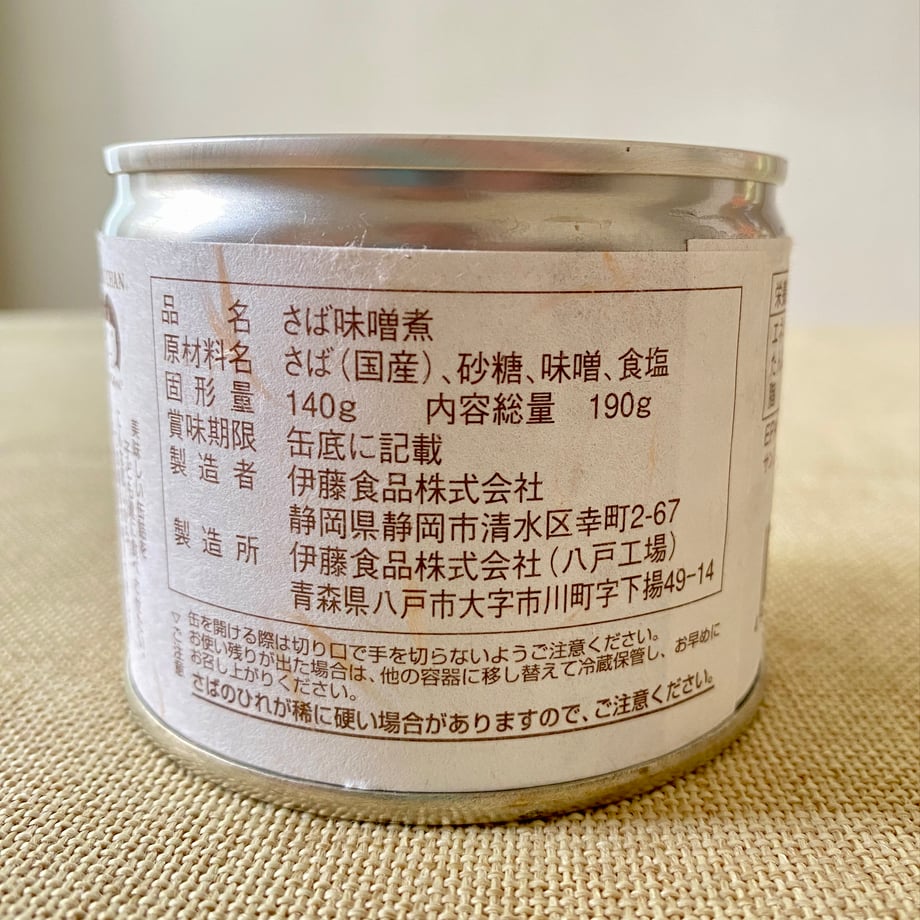 品名 さば味噌煮
原材料名 さば（国産）、砂糖、味噌、食塩
固形量 140g 内容総量 190g
賞味期限 缶底に記載
製造者 伊藤食品株式会社
静岡県静岡市清水区幸町2-67
製造所 伊藤食品株式会社（八戸工場）
青森県八戸市大字市川町字下揚49-14
▽ご注意
缶を開ける際は切り口で手を切らないようご注意ください。
お使い残りが出た場合は、他の容器に移し替えて冷蔵保管し、お早めに
お召し上がりください。
さばのひれが稀に硬い場合がありますので、ご注意ください。